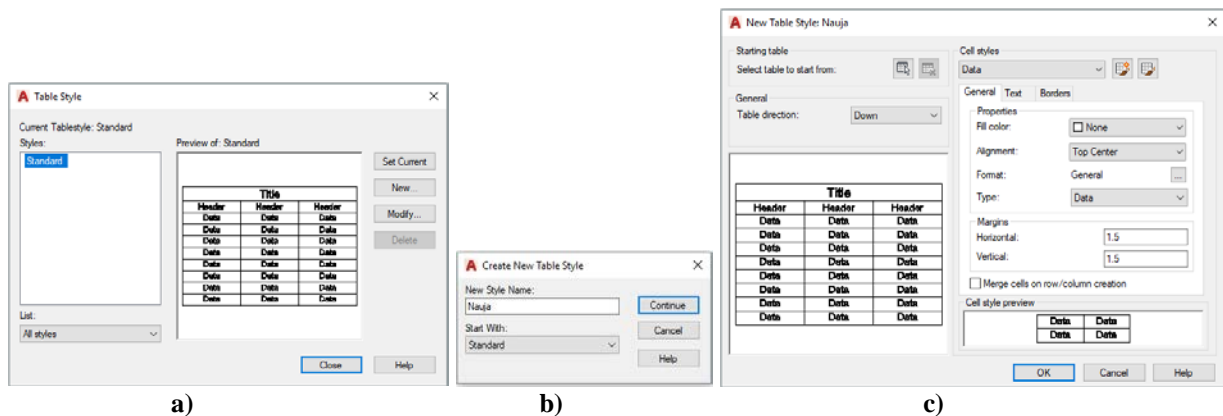 Table Style
Current Tablestyle: Standard
Styles:
Standard
List:
All styles
Preview of: Standard
Title
Header Header Header
Data Data Data
Data Data Data
Data Data Data
Data Data Data
Data Data Data
Data Data Data
Data Data Data
Data Data Data
Set Current
New...
Modify...
Delete
Close
Help
a)
Create New Table Style
New Style Name:
Nauja
Start With:
Standard
Continue
Cancel
Help
b)
New Table Style: Nauja
Starting table
Select table to start from:
General
Table direction:
Down
Title
Header Header Header
Data Data Data
Data Data Data
Data Data Data
Data Data Data
Data Data Data
Data Data Data
Data Data Data
Data Data Data
Cell styles
Data
General Text Borders
Properties
Fill color:
None
Alignment:
Top Center
Format:
General
...
Type:
Data
Margins
Horizontal:
1.5
Vertical:
1.5
Merge cells on row/column creation
Cell style preview
Data Data
Data Data
OK
Cancel
Help
c)